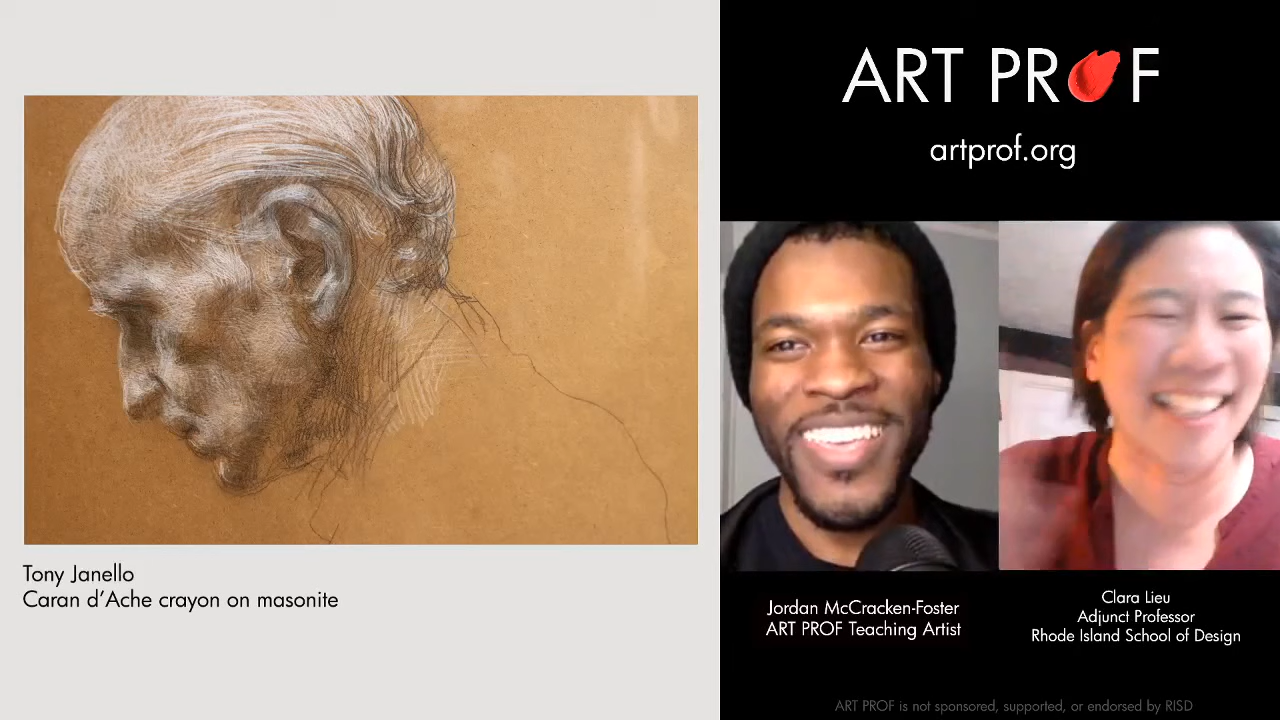 Tony Janello
Caran d'Ache crayon on masonite
ART PROF
artprof.org
Jordan McCracken-Foster
ART PROF Teaching Artist
Clara Lieu
Adjunct Professor
Rhode Island School of Design
ART PROF is not sponsored, supported, or endorsed by RISD